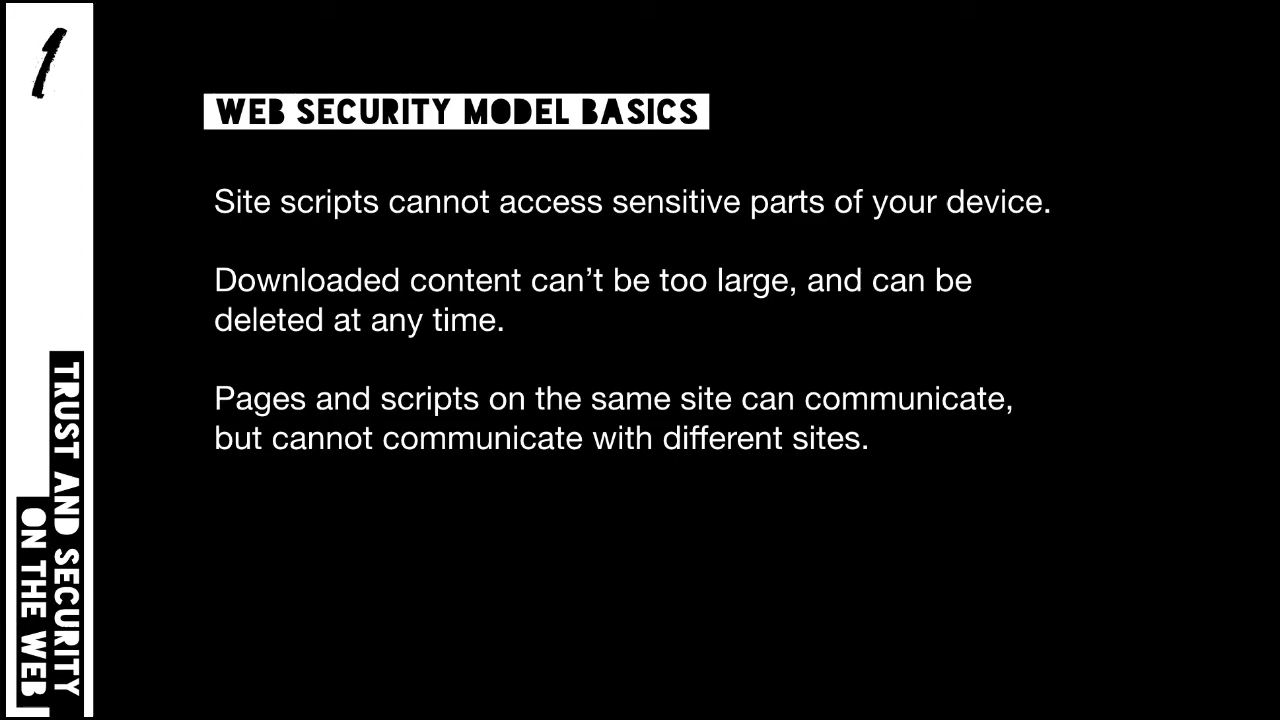 1
TRUST AND SECURITY
ON THE WEB
WEB SECURITY MODEL BASICS
Site scripts cannot access sensitive parts of your device.
Downloaded content can’t be too large, and can be
deleted at any time.
Pages and scripts on the same site can communicate,
but cannot communicate with different sites.